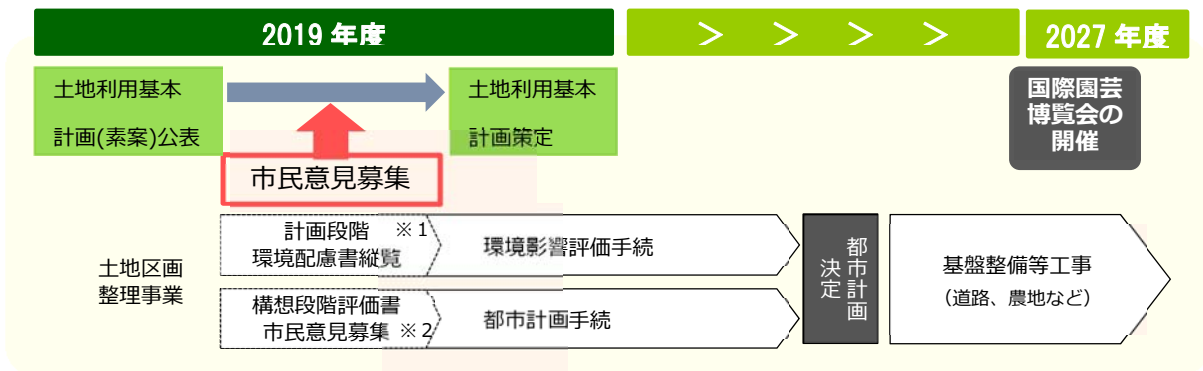 2019 年度
＞ ＞ ＞ ＞
2027 年度
土地利用基本
計画(素案)公表
土地利用基本
計画策定
国際園芸
博覧会の
開催
市民意見募集
土地区画
整理事業
計画段階 ※1
環境配慮書縦覧
環境影響評価手続
構想段階評価書
市民意見募集 ※2
都市計画手続
都市計画
決定
基盤整備等工事
（道路、農地など）